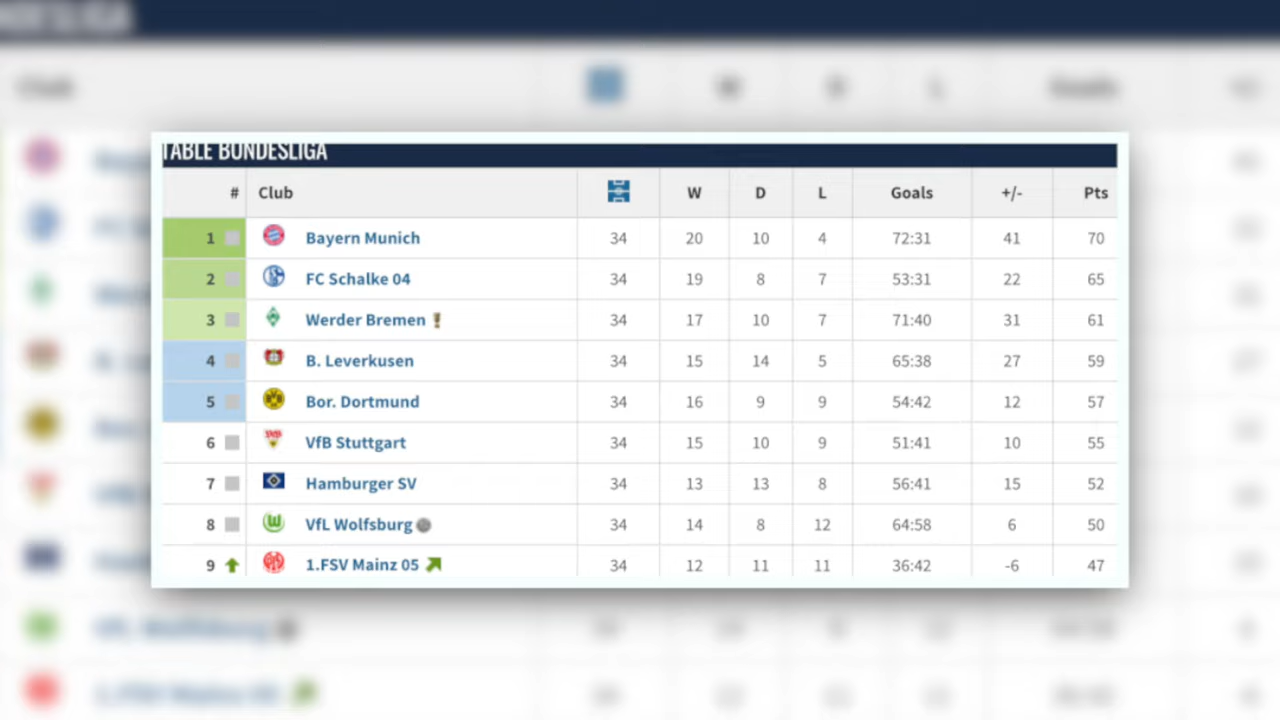 TABLE BUNDESLIGA
# Club W D L Goals +/- Pts
1 Bayern Munich 34 20 10 4 72:31 41 70
2 FC Schalke 04 34 19 8 7 53:31 22 65
3 Werder Bremen 34 17 10 7 71:40 31 61
4 B. Leverkusen 34 15 14 5 65:38 27 59
5 Bor. Dortmund 34 16 9 9 54:42 12 57
6 VfB Stuttgart 34 15 10 9 51:41 10 55
7 Hamburger SV 34 13 13 8 56:41 15 52
8 VfL Wolfsburg 34 14 8 12 64:58 6 50
9 1.FSV Mainz 05 34 12 11 11 36:42 -6 47